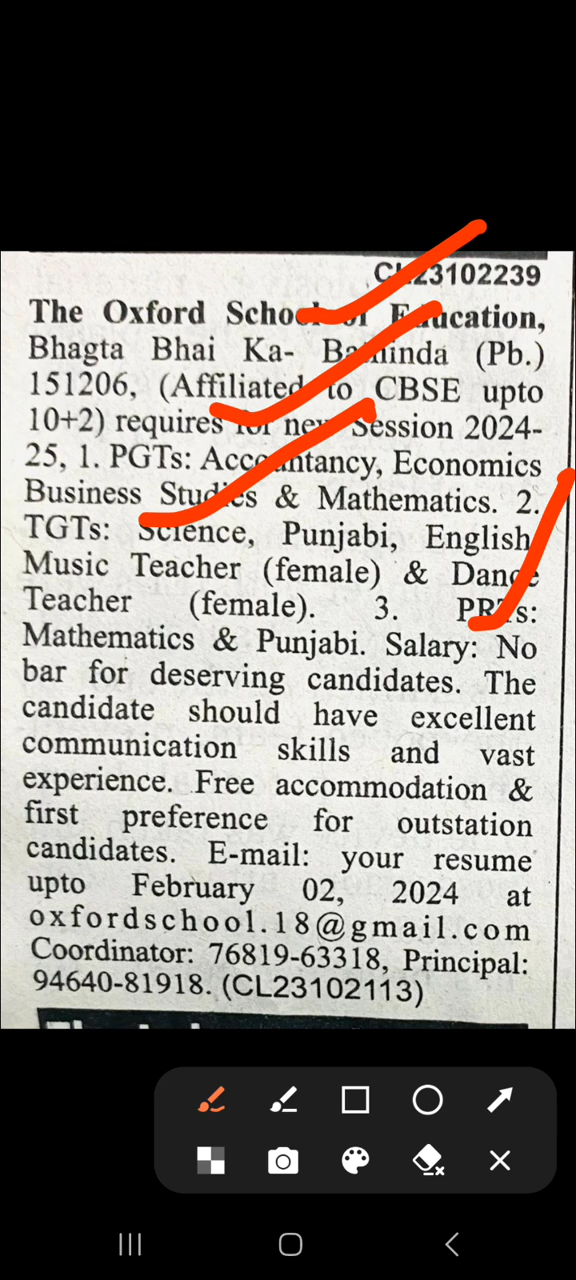 CL23102239
The Oxford School of Education,
Bhagta Bhai Ka- Bathinda (Pb.)
151206, (Affiliated to CBSE upto
10+2) requires for new Session 2024-
25, 1. PGTs: Accountancy, Economics
Business Studies & Mathematics. 2.
TGTs: Science, Punjabi, English,
Music Teacher (female) & Dance
Teacher (female). 3. PRTs:
Mathematics & Punjabi. Salary: No
bar for deserving candidates. The
candidate should have excellent
communication skills and vast
experience. Free accommodation &
first preference for outstation
candidates. E-mail: your resume
upto February 02, 2024 at
oxfordschool.18@gmail.com
Coordinator: 76819-63318, Principal:
94640-81918. (CL23102113)